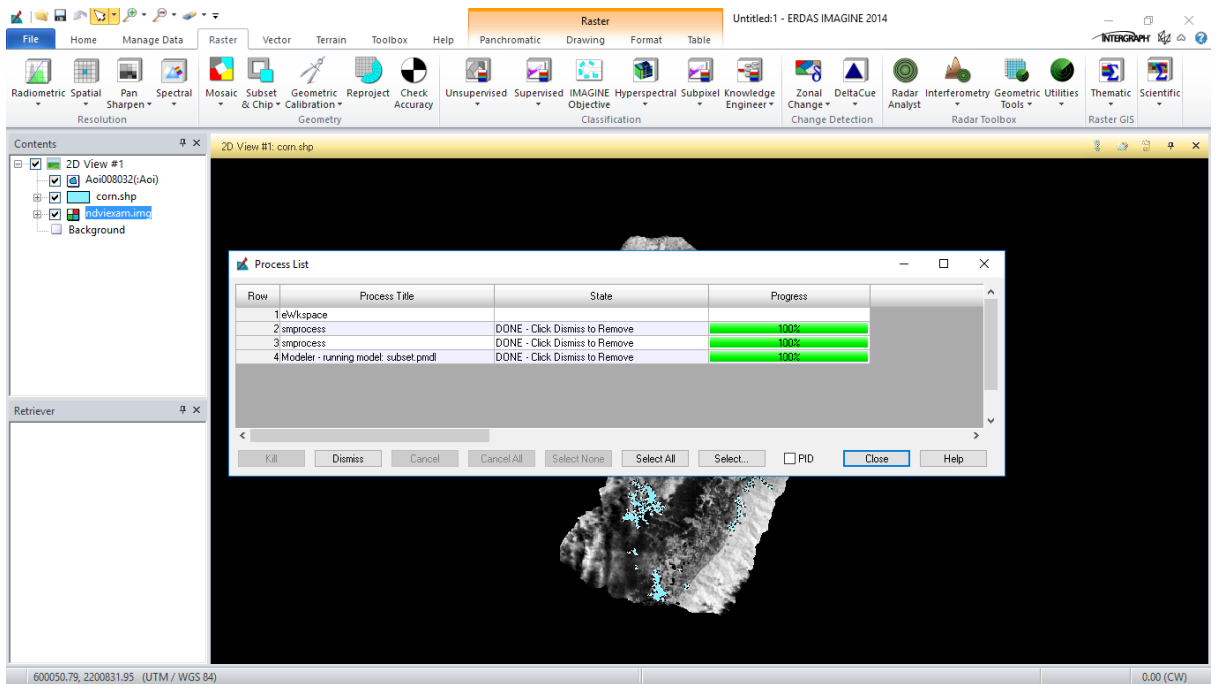 Untitled:1 - ERDAS IMAGINE 2014
Raster
File Home Manage Data Raster Vector Terrain Toolbox Help Panchromatic Drawing Format Table
INTERGRAPH
Radiometric Spatial Pan Sharpen Spectral Mosaic Subset & Chip Geometric Calibration Reproject Check Accuracy Unsupervised Supervised IMAGINE Objective Hyperspectral Subpixel Knowledge Engineer Zonal Change DeltaCue Radar Analyst Interferometry Geometric Tools Utilities Thematic Scientific
Resolution Geometry Classification Change Detection Radar Toolbox Raster GIS
Contents
2D View #1: corn.shp
2D View #1
Aoi008032(:Aoi)
corn.shp
ndviexam.img
Background
Process List
Row Process Title State Progress
1 eWkspace
2 smprocess DONE - Click Dismiss to Remove 100%
3 smprocess DONE - Click Dismiss to Remove 100%
4 Modeler - running model: subset.pmdl DONE - Click Dismiss to Remove 100%
Kill Dismiss Cancel Cancel All Select None Select All Select... PID Close Help
Retriever
600050.79, 2200831.95 (UTM / WGS 84)
0.00 (CW)